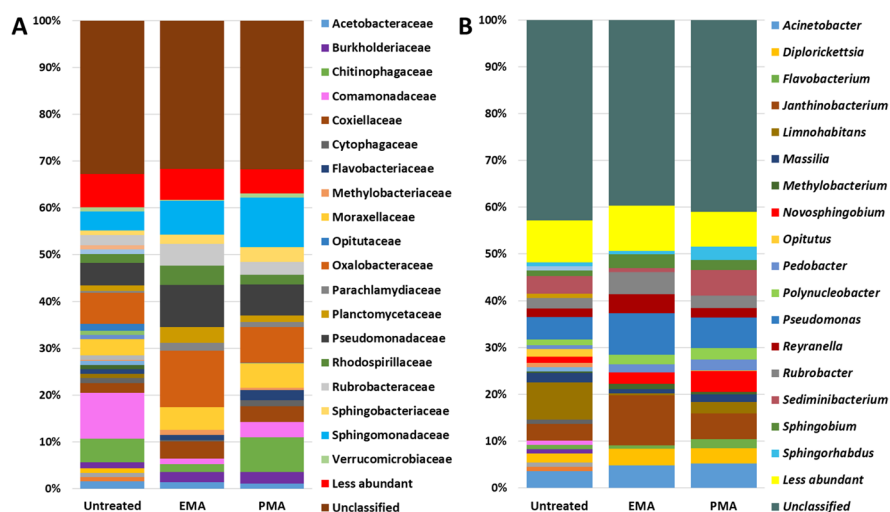 A
100%
90%
80%
70%
60%
50%
40%
30%
20%
10%
0%
Untreated EMA PMA
Acetobacteraceae
Burkholderiaceae
Chitinophagaceae
Comamonadaceae
Coxiellaceae
Cytophagaceae
Flavobacteriaceae
Methylobacteriaceae
Moraxellaceae
Opitutaceae
Oxalobacteraceae
Parachlamydiaceae
Planctomycetaceae
Pseudomonadaceae
Rhodospirillaceae
Rubrobacteraceae
Sphingobacteriaceae
Sphingomonadaceae
Verrucomicrobiaceae
Less abundant
Unclassified
B
100%
90%
80%
70%
60%
50%
40%
30%
20%
10%
0%
Untreated EMA PMA
Acinetobacter
Diplorickettsia
Flavobacterium
Janthinobacterium
Limnohabitans
Massilia
Methylobacterium
Novosphingobium
Opitutus
Pedobacter
Polynucleobacter
Pseudomonas
Reyranella
Rubrobacter
Sediminibacterium
Sphingobium
Sphingorhabdus
Less abundant
Unclassified